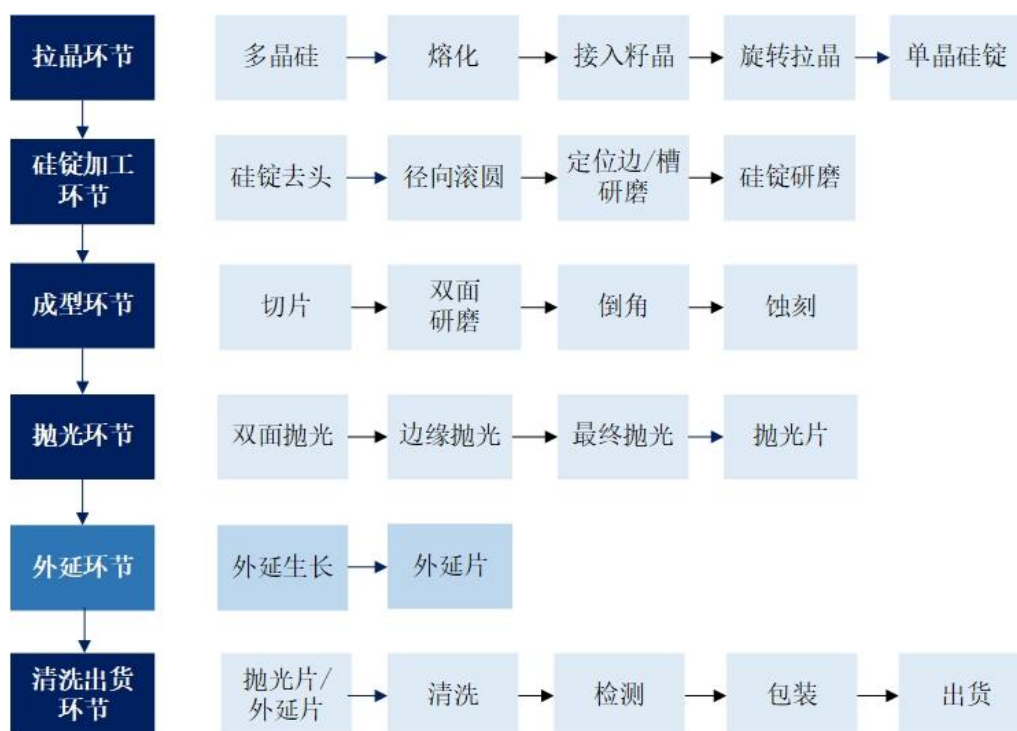 拉晶环节
多晶硅
熔化
接入籽晶
旋转拉晶
单晶硅锭
硅锭加工
环节
硅锭去头
径向滚圆
定位边/槽
研磨
硅锭研磨
成型环节
切片
双面
研磨
倒角
蚀刻
抛光环节
双面抛光
边缘抛光
最终抛光
抛光片
外延环节
外延生长
外延片
清洗出货
环节
抛光片/
外延片
清洗
检测
包装
出货